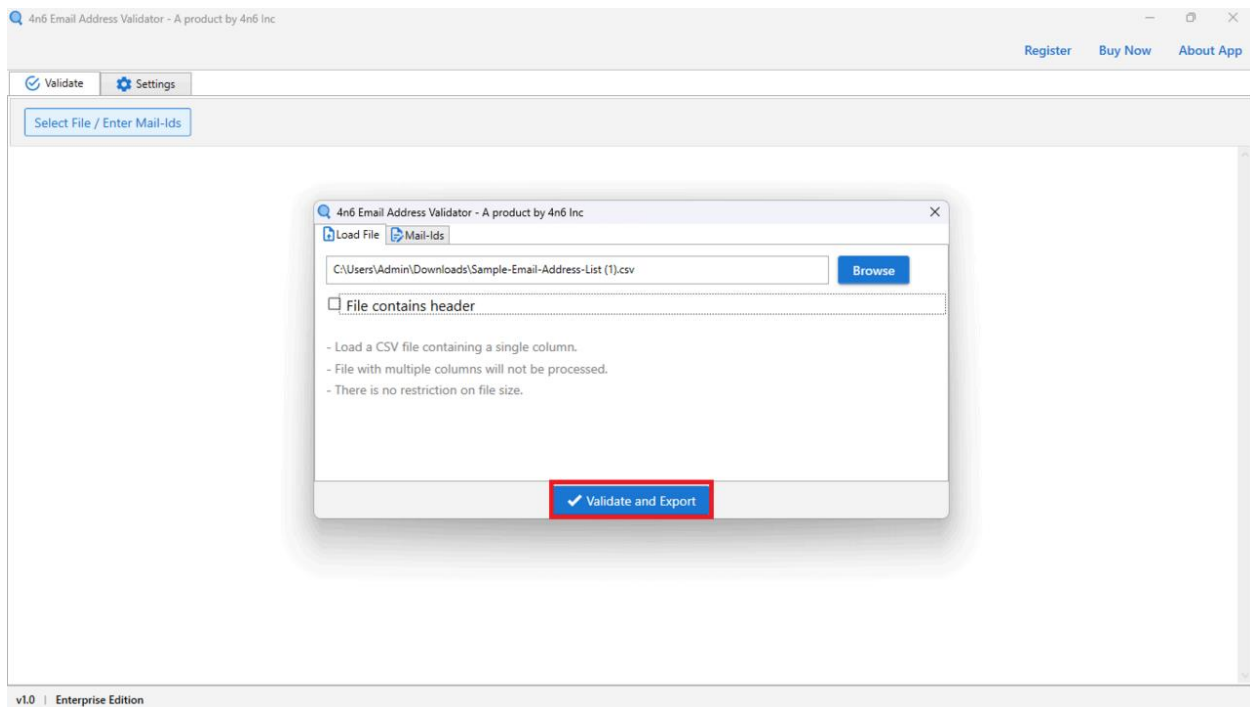 4n6 Email Address Validator - A product by 4n6 Inc
Register Buy Now About App
Validate Settings
Select File / Enter Mail-Ids
4n6 Email Address Validator - A product by 4n6 Inc
Load File Mail-Ids
C:\Users\Admin\Downloads\Sample-Email-Address-List (1).csv Browse
File contains header
- Load a CSV file containing a single column.
- File with multiple columns will not be processed.
- There is no restriction on file size.
Validate and Export
v1.0 | Enterprise Edition